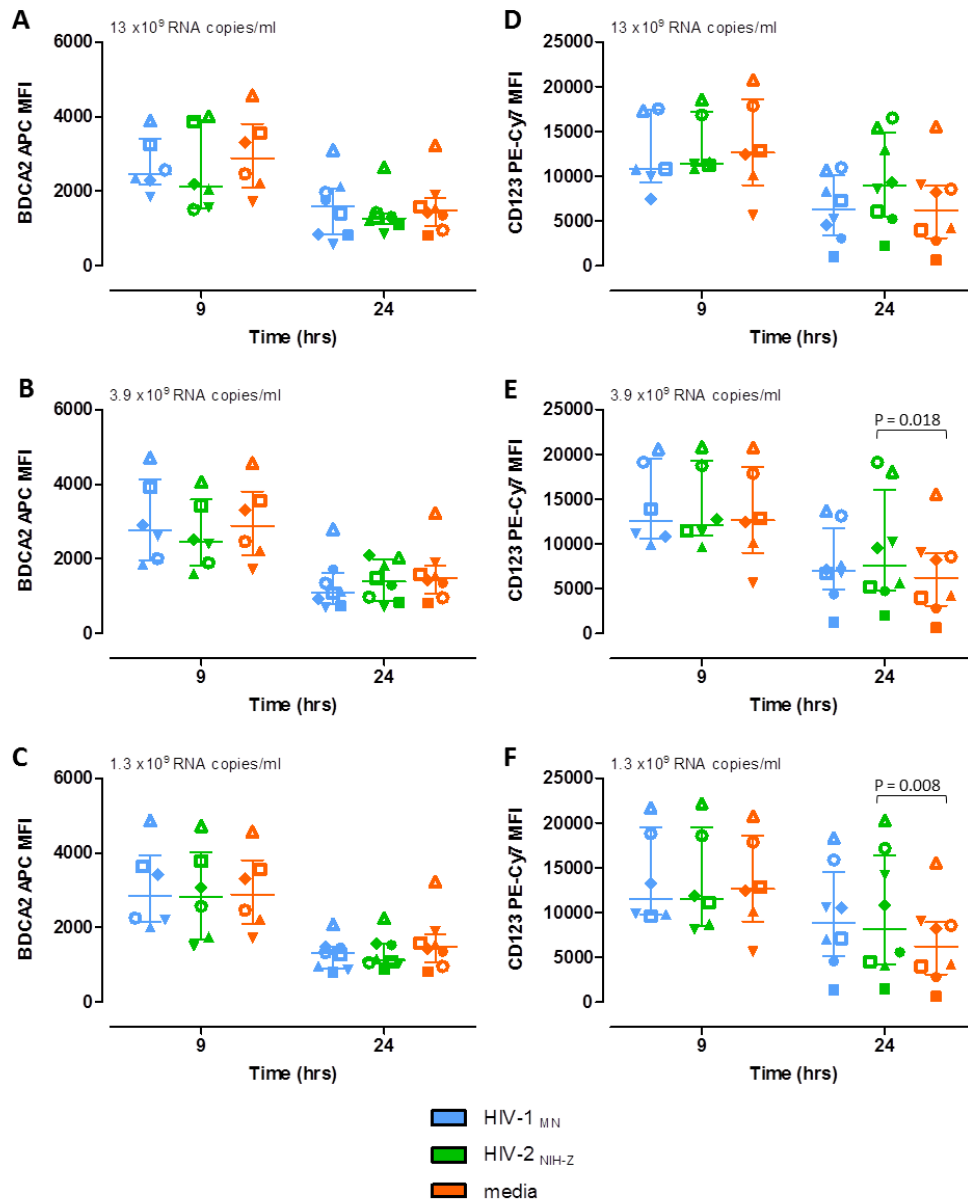 A
13 x10⁹ RNA copies/ml
BDCA2 APC MFI
6000
4000
2000
0
9
24
Time (hrs)
D
13 x10⁹ RNA copies/ml
CD123 PE-Cy7 MFI
25000
20000
15000
10000
5000
0
9
24
Time (hrs)
B
3.9 x10⁹ RNA copies/ml
BDCA2 APC MFI
6000
4000
2000
0
9
24
Time (hrs)
E
3.9 x10⁹ RNA copies/ml
CD123 PE-Cy7 MFI
25000
20000
15000
10000
5000
0
P = 0.018
9
24
Time (hrs)
C
1.3 x10⁹ RNA copies/ml
BDCA2 APC MFI
6000
4000
2000
0
9
24
Time (hrs)
F
1.3 x10⁹ RNA copies/ml
CD123 PE-Cy7 MFI
25000
20000
15000
10000
5000
0
P = 0.008
9
24
Time (hrs)
HIV-1 MN
HIV-2 NIH-Z
media